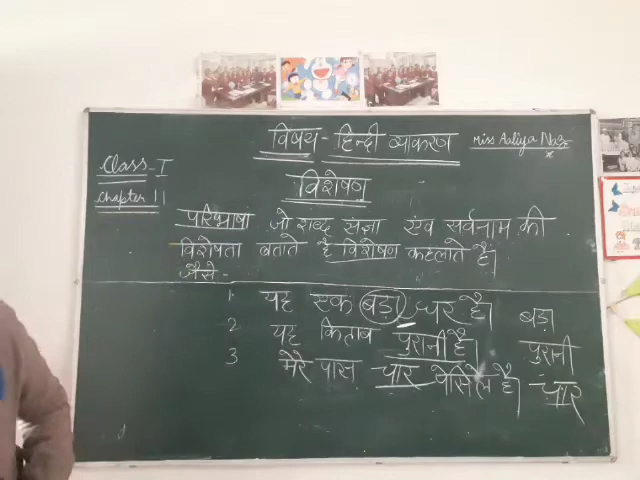 विषय - हिन्दी व्याकरण
Miss Aaliya Naz
Class - I
Chapter 11
विशेषण
परिभाषा जो शब्द संज्ञा एंव सर्वनाम की
विशेषता बताते है विशेषण कहलाते हैं।
जैसे -
1 यह एक बड़ा घर है। बड़ा
2 यह किताब पुरानी है। पुरानी
3 मेरे पास चार पेंसिले है। चार